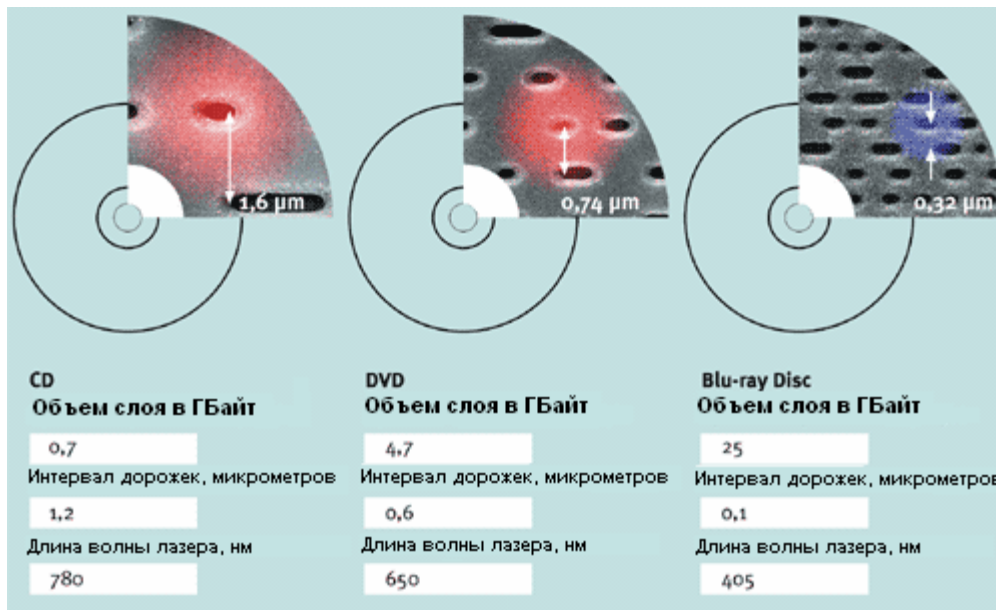 1,6 µm
0,74 µm
0,32 µm
CD
Объем слоя в ГБайт
0,7
Интервал дорожек, микрометров
1,2
Длина волны лазера, нм
780
DVD
Объем слоя в ГБайт
4,7
Интервал дорожек, микрометров
0,6
Длина волны лазера, нм
650
Blu-ray Disc
Объем слоя в ГБайт
25
Интервал дорожек, микрометров
0,1
Длина волны лазера, нм
405